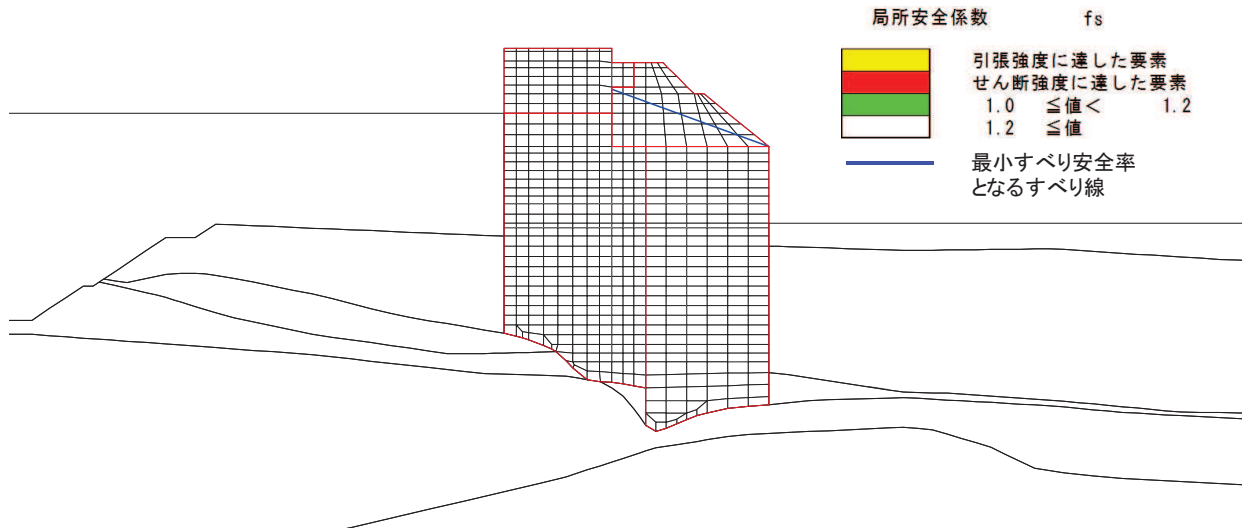 局所安全係数 fs
引張強度に達した要素
せん断強度に達した要素
1.0 ≦値< 1.2
1.2 ≦値
最小すべり安全率
となるすべり線